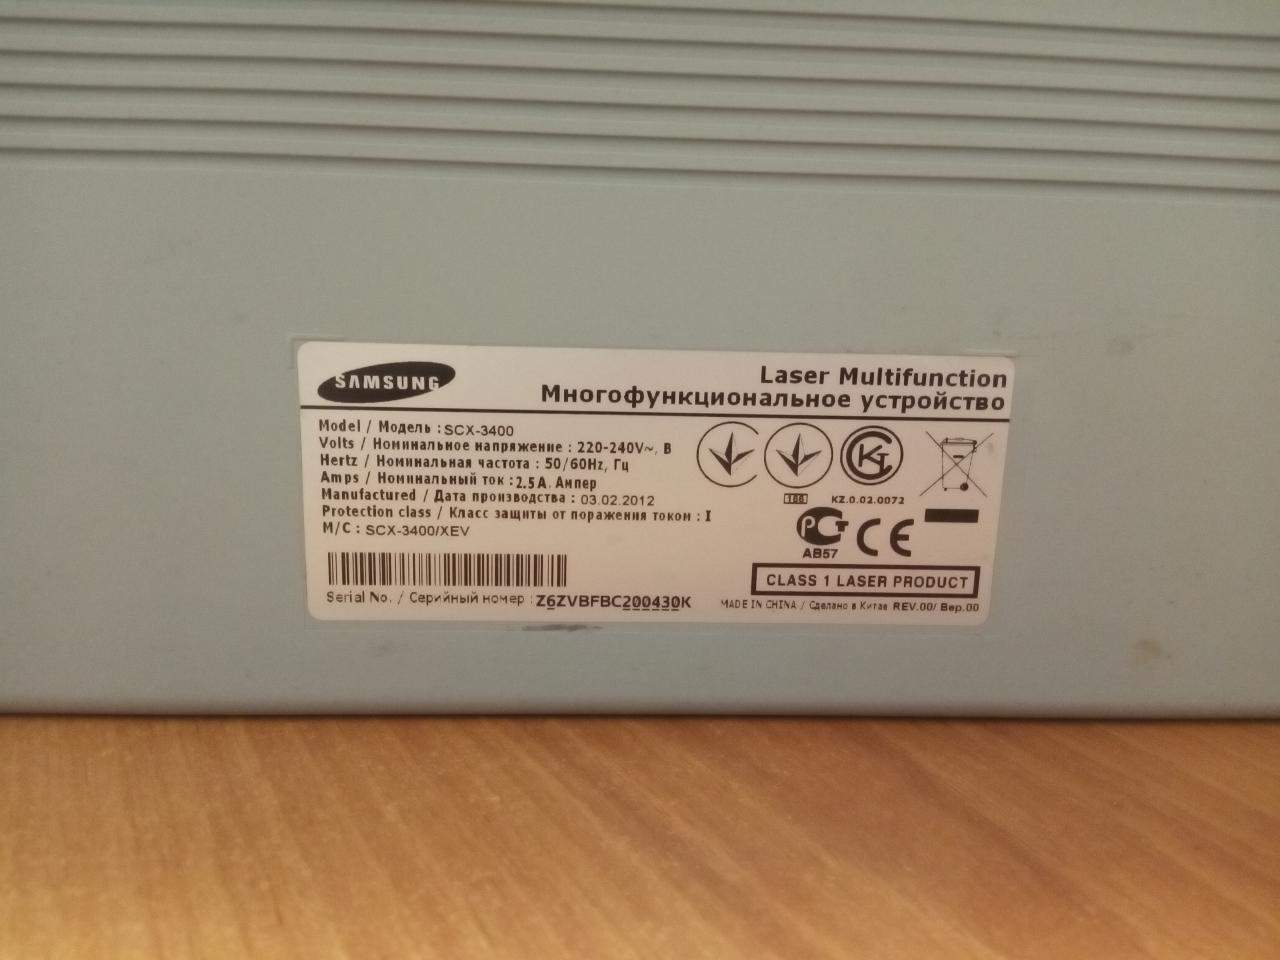 SAMSUNG
Laser Multifunction
Многофункциональное устройство
Model / Модель : SCX-3400
Volts / Номинальное напряжение : 220-240V~, В
Hertz / Номинальная частота : 50/60Hz, Гц
Amps / Номинальный ток : 2.5A, Ампер
Manufactured / Дата производства : 03.02.2012
Protection class / Класс защиты от поражения током : I
M/C : SCX-3400/XEV
188
KZ.0.02.0072
AB57
CE
CLASS 1 LASER PRODUCT
Serial No. / Серийный номер : Z6ZVBFBC200430K
MADE IN CHINA / Сделано в Китае REV.00/ Вер.00